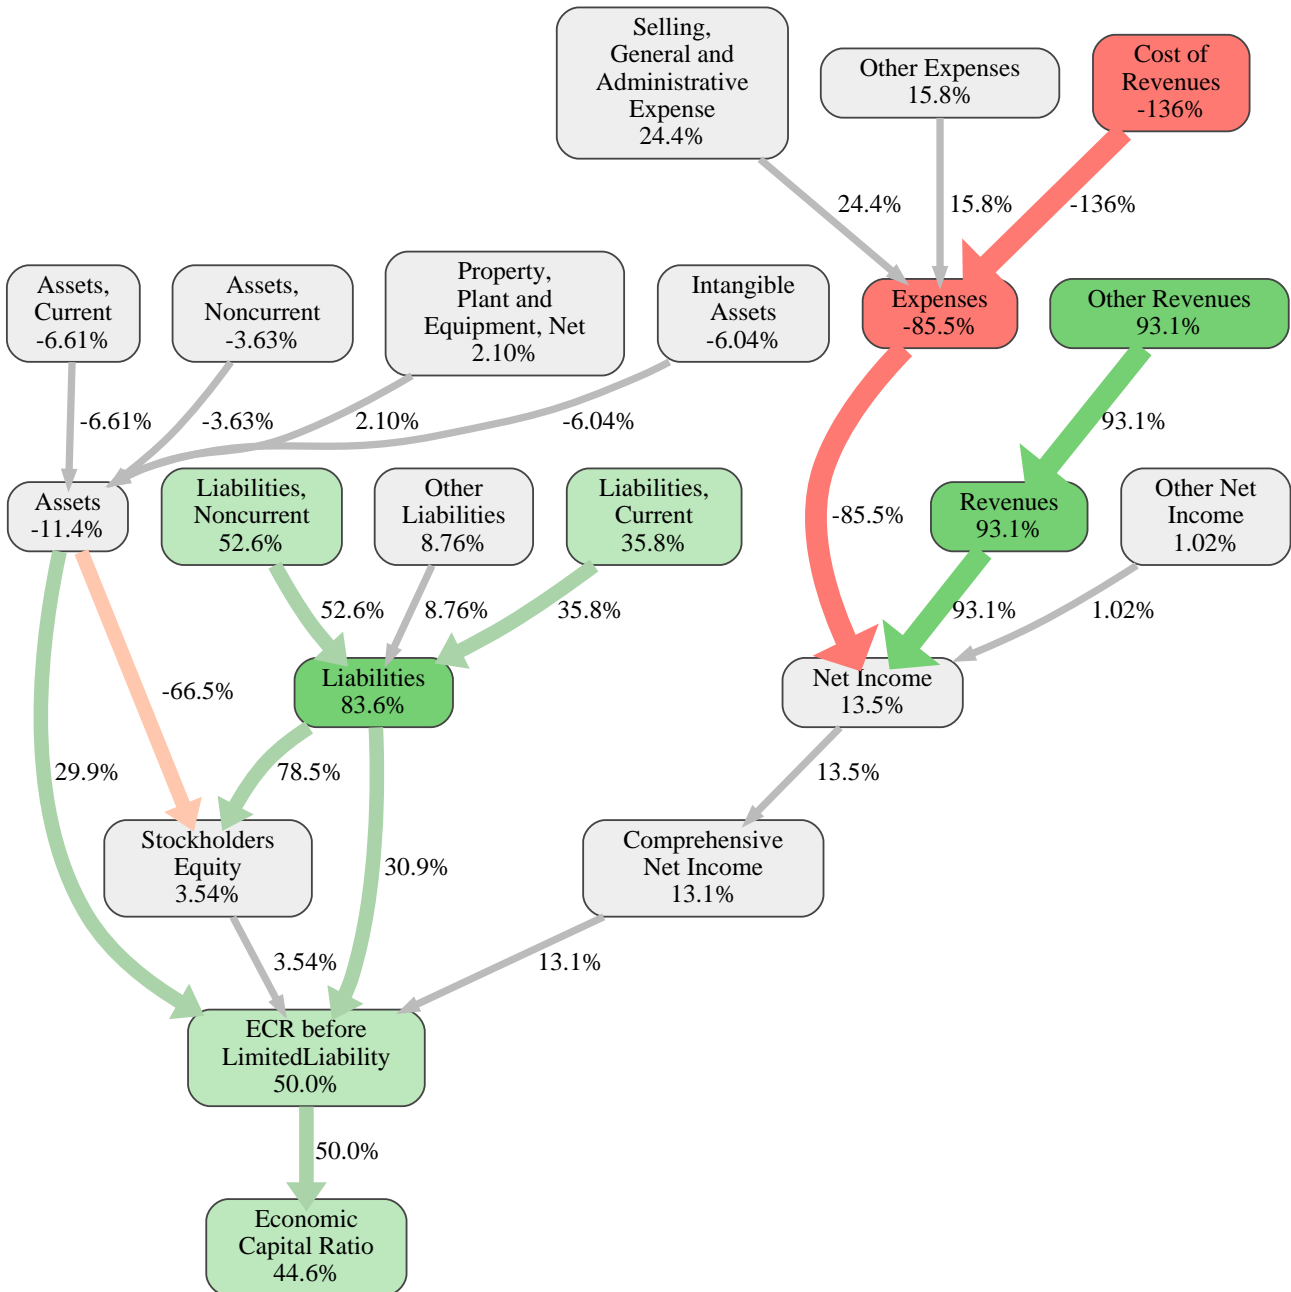 Selling,
General and
Administrative
Expense
24.4%
Other Expenses
15.8%
Cost of
Revenues
-136%
24.4%
15.8%
-136%
Assets,
Current
-6.61%
Assets,
Noncurrent
-3.63%
Property,
Plant and
Equipment, Net
2.10%
Intangible
Assets
-6.04%
Expenses
-85.5%
Other Revenues
93.1%
-6.61%
-3.63%
2.10%
-6.04%
93.1%
Assets
-11.4%
Liabilities,
Noncurrent
52.6%
Other
Liabilities
8.76%
Liabilities,
Current
35.8%
-85.5%
Revenues
93.1%
Other Net
Income
1.02%
52.6%
8.76%
35.8%
93.1%
1.02%
-66.5%
Liabilities
83.6%
Net Income
13.5%
29.9%
78.5%
13.5%
Stockholders
Equity
3.54%
30.9%
Comprehensive
Net Income
13.1%
3.54%
13.1%
ECR before
LimitedLiability
50.0%
50.0%
Economic
Capital Ratio
44.6%